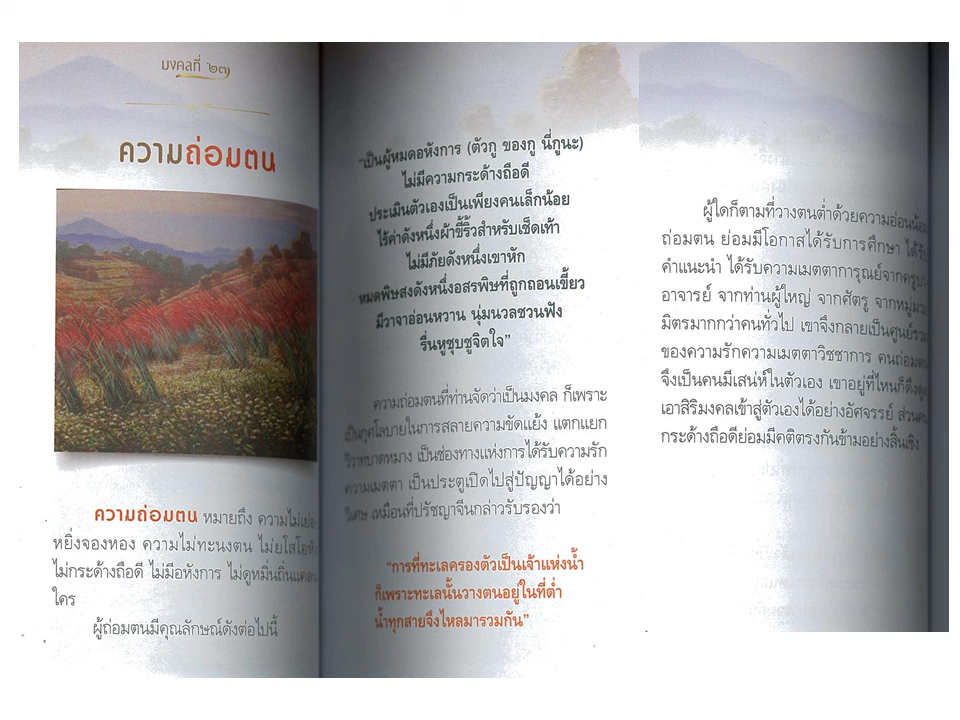 มงคลที่ ๒๗
ความถ่อมตน
ความถ่อมตน หมายถึง ความไม่เย่อ-
หยิ่งจองหอง ความไม่ทะนงตน ไม่ยโสโอหัง
ไม่กระด้างถือดี ไม่มีอหังการ ไม่ดูหมิ่นถิ่นแคลน
ใคร
ผู้ถ่อมตนมีคุณลักษณ์ดังต่อไปนี้
"เป็นผู้หมดอหังการ (ตัวกู ของกู นี่กูนะ)
ไม่มีความกระด้างถือดี
ประเมินตัวเองเป็นเพียงคนเล็กน้อย
ไร้ค่าดังหนึ่งผ้าขี้ริ้วสำหรับเช็ดเท้า
ไม่มีภัยดังหนึ่งเขาหัก
หมดพิษสงดังหนึ่งอสรพิษที่ถูกถอนเขี้ยว
มีวาจาอ่อนหวาน นุ่มนวลชวนฟัง
รื่นหูชุบชูจิตใจ"
ความถ่อมตนที่ท่านจัดว่าเป็นมงคล ก็เพราะ
เป็นกุศโลบายในการสลายความขัดแย้ง แตกแยก
วิวาทบาดหมาง เป็นช่องทางแห่งการได้รับความรัก
ความเมตตา เป็นประตูเปิดไปสู่ปัญญาได้อย่าง
วิเศษ เหมือนที่ปรัชญาจีนกล่าวรับรองว่า
"การที่ทะเลครองตัวเป็นเจ้าแห่งน้ำ
ก็เพราะทะเลนั้นวางตนอยู่ในที่ต่ำ
น้ำทุกสายจึงไหลมารวมกัน"
ผู้ใดก็ตามที่วางตนต่ำด้วยความอ่อนน้อม
ถ่อมตน ย่อมมีโอกาสได้รับการศึกษา ได้รับ
คำแนะนำ ได้รับความเมตตาการุณย์จากครูบา
อาจารย์ จากท่านผู้ใหญ่ จากศัตรู จากหมู่มวล
มิตรมากกว่าคนทั่วไป เขาจึงกลายเป็นศูนย์รวม
ของความรักความเมตตาวิชชาการ คนถ่อมตน
จึงเป็นคนมีเสน่ห์ในตัวเอง เขาอยู่ที่ไหนก็ดึงดูด
เอาสิริมงคลเข้าสู่ตัวเองได้อย่างอัศจรรย์ ส่วนคน
กระด้างถือดีย่อมมีคติตรงกันข้ามอย่างสิ้นเชิง